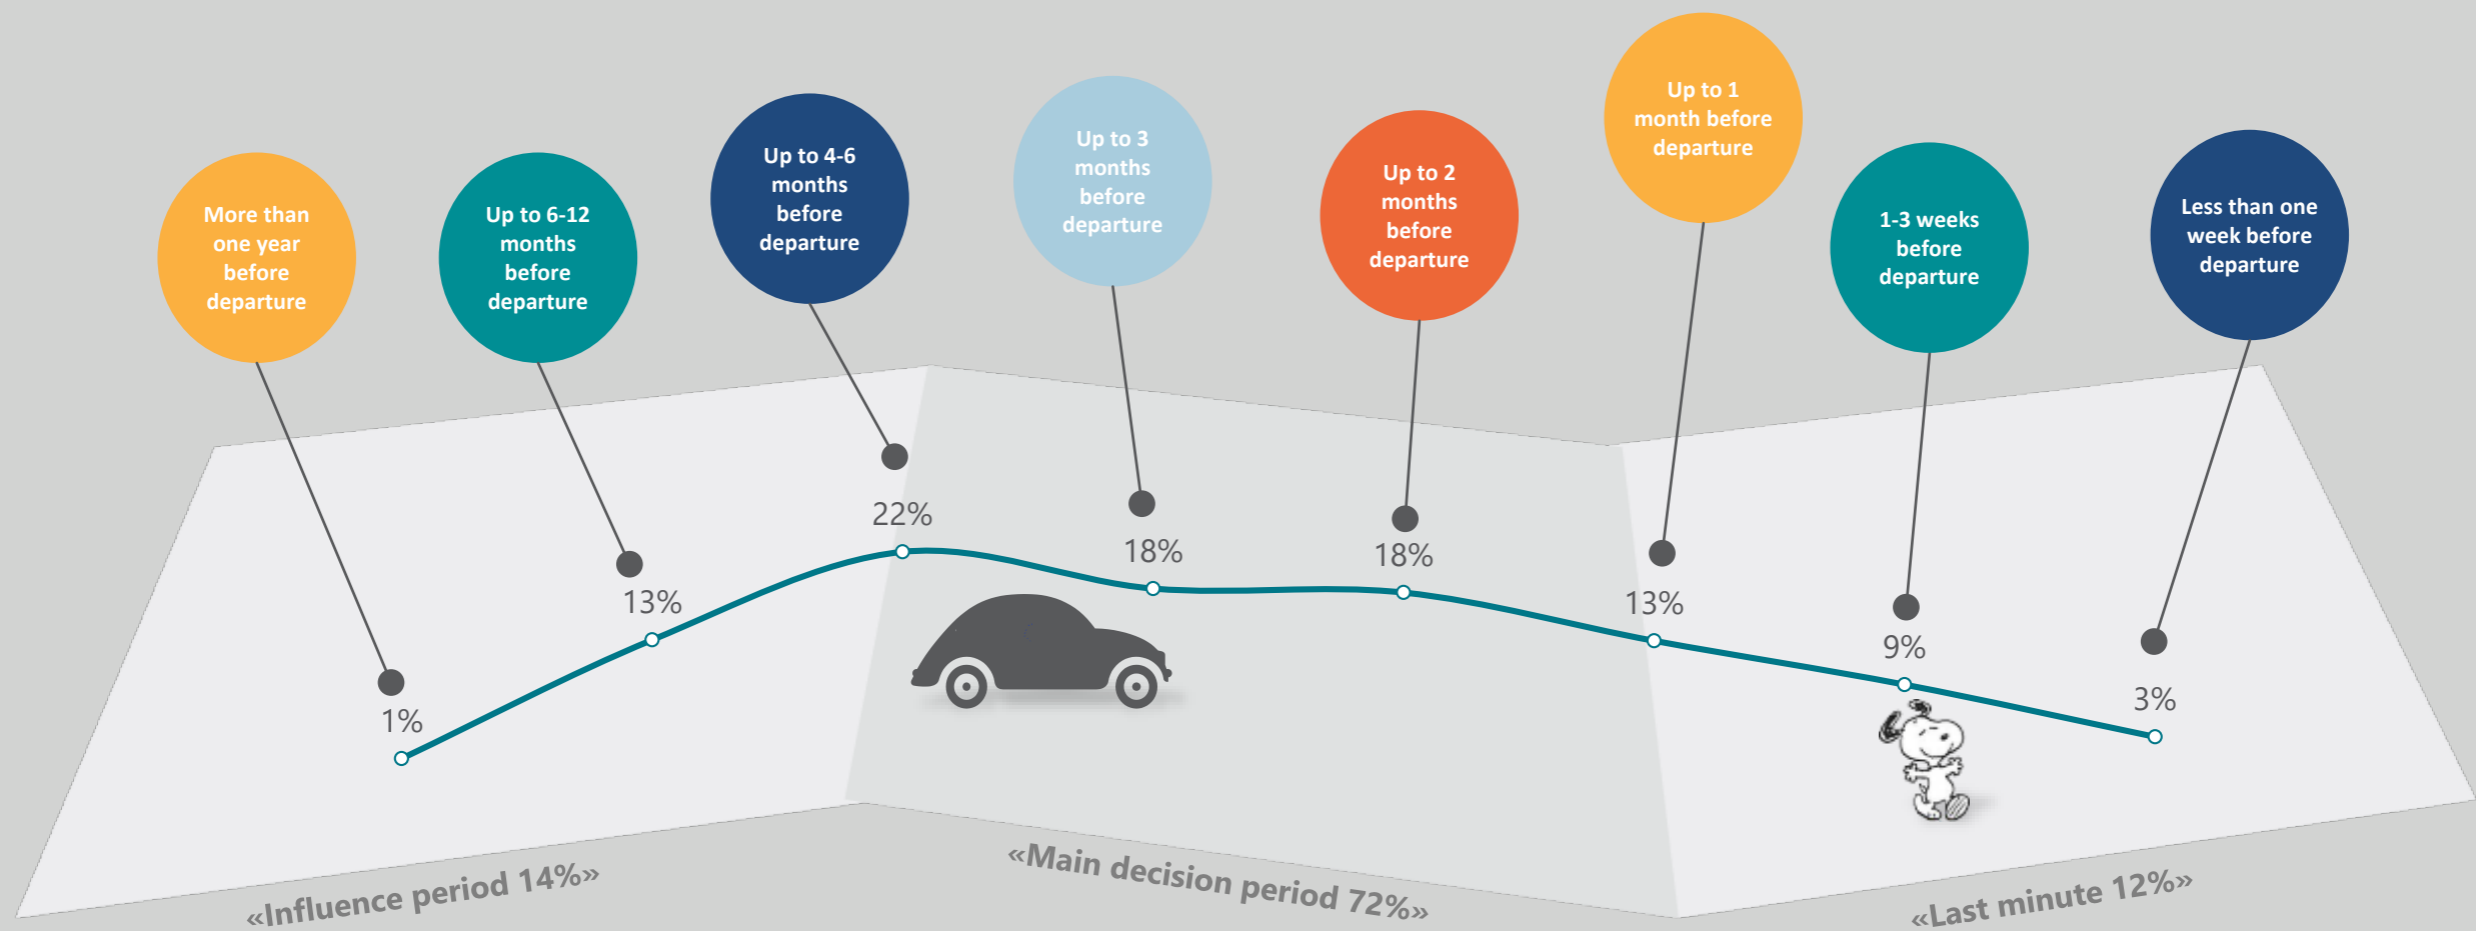 More than
one year
before
departure
Up to 6-12
months
before
departure
Up to 4-6
months
before
departure
Up to 3
months
before
departure
Up to 2
months
before
departure
Up to 1
month before
departure
1-3 weeks
before
departure
Less than one
week before
departure
1%
13%
22%
18%
18%
13%
9%
3%
«Influence period 14%»
«Main decision period 72%»
«Last minute 12%»